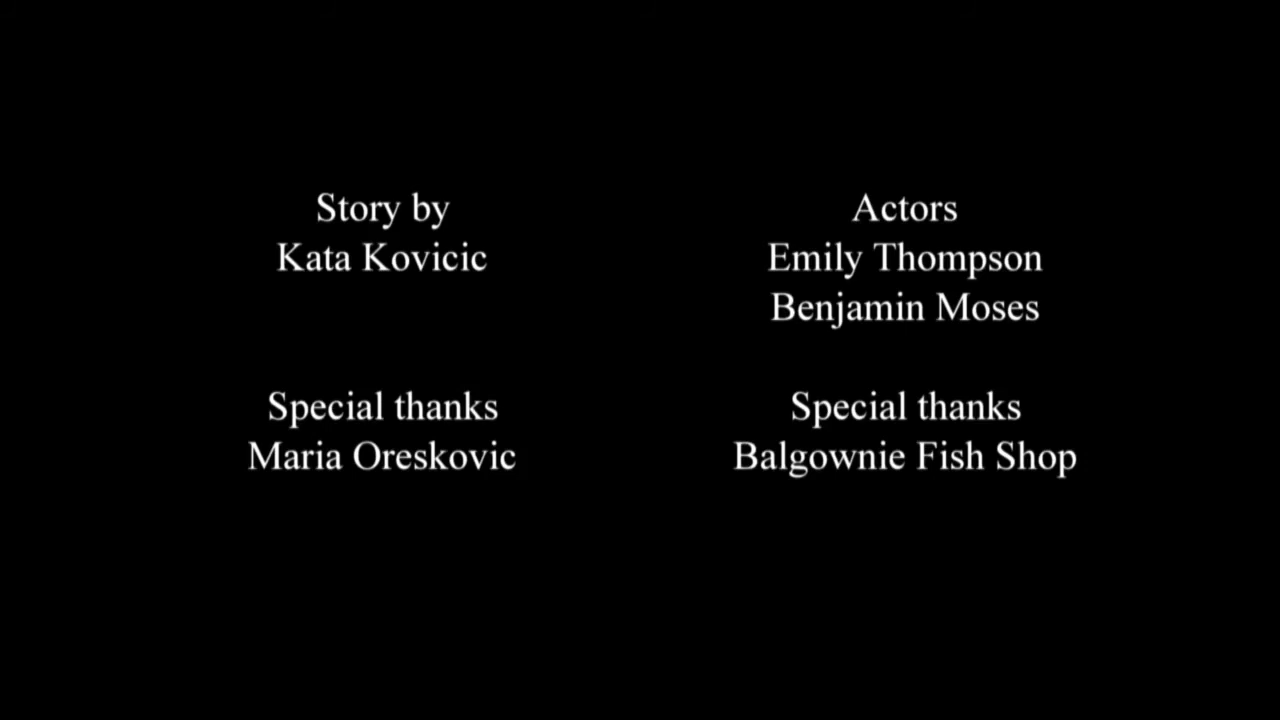 Story by
Kata Kovicic
Actors
Emily Thompson
Benjamin Moses
Special thanks
Maria Oreskovic
Special thanks
Balgownie Fish Shop